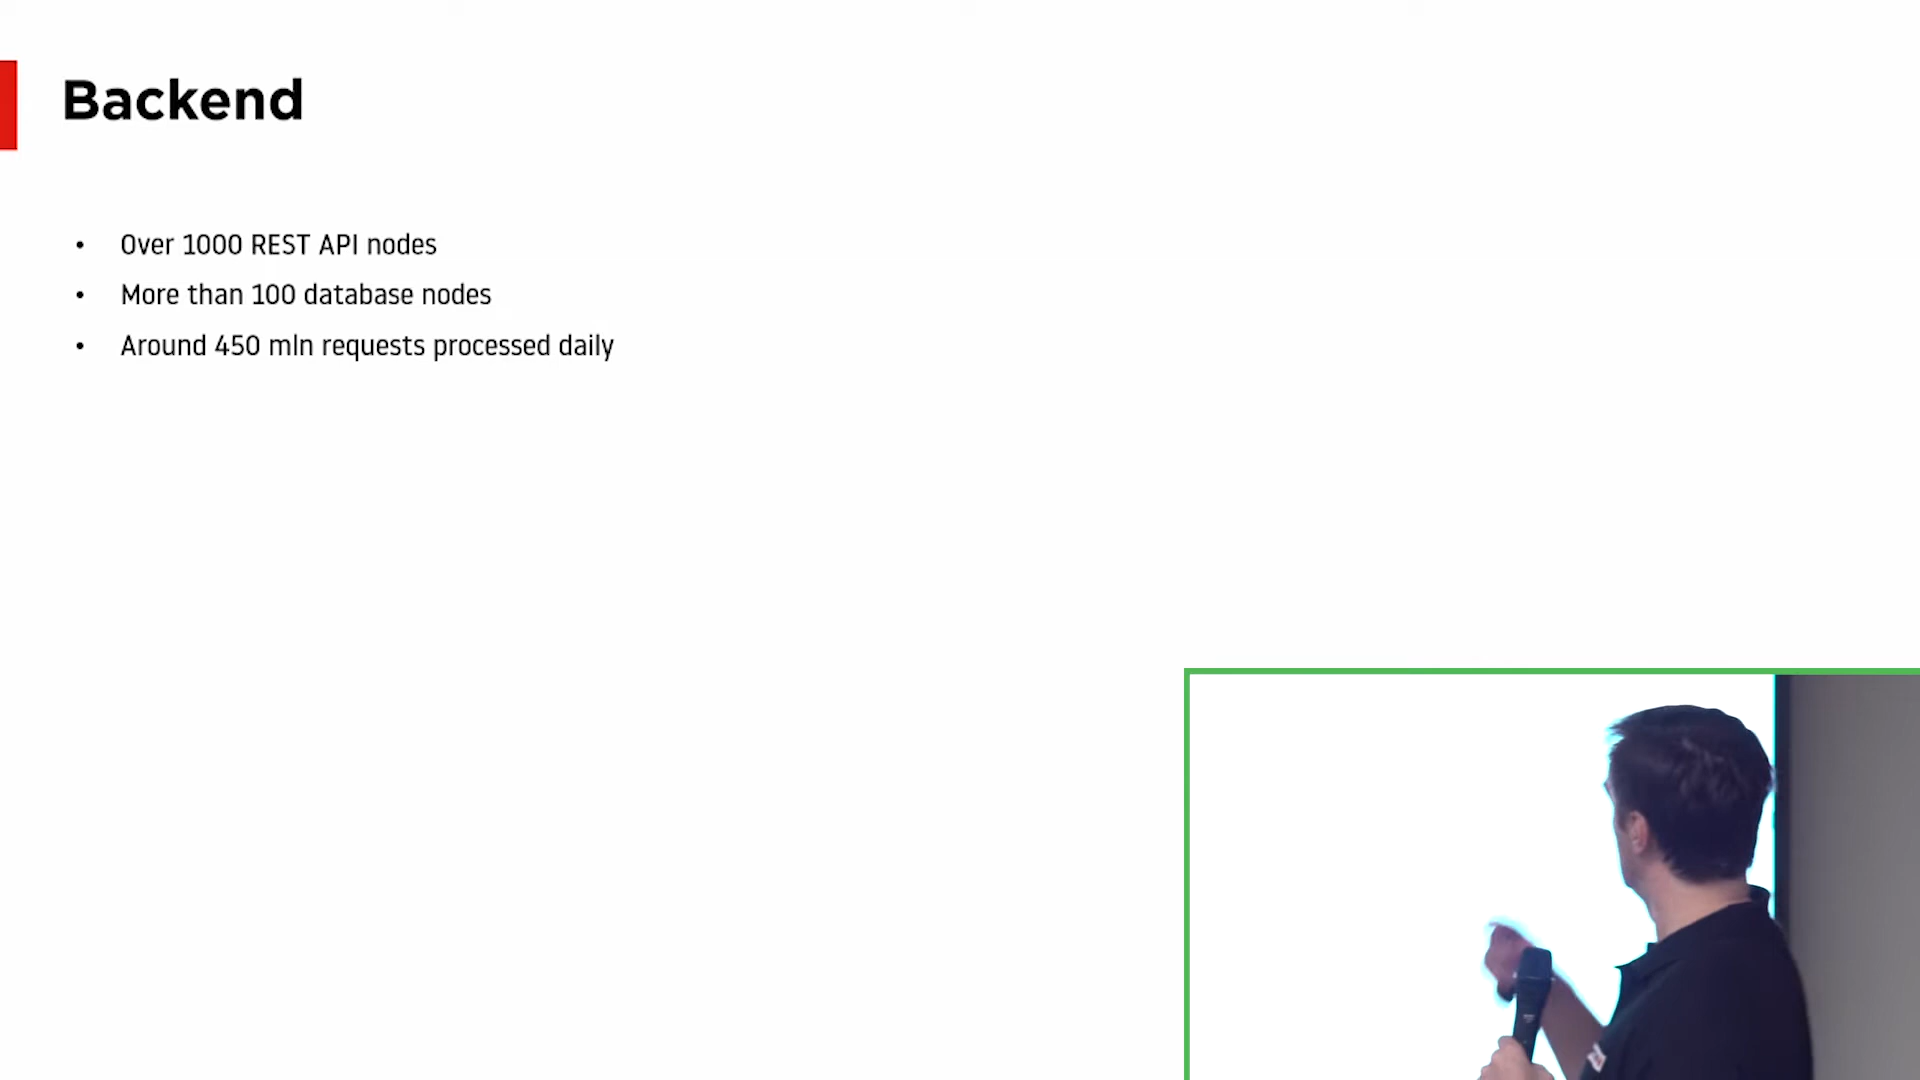 Backend
• Over 1000 REST API nodes
• More than 100 database nodes
• Around 450 mln requests processed daily